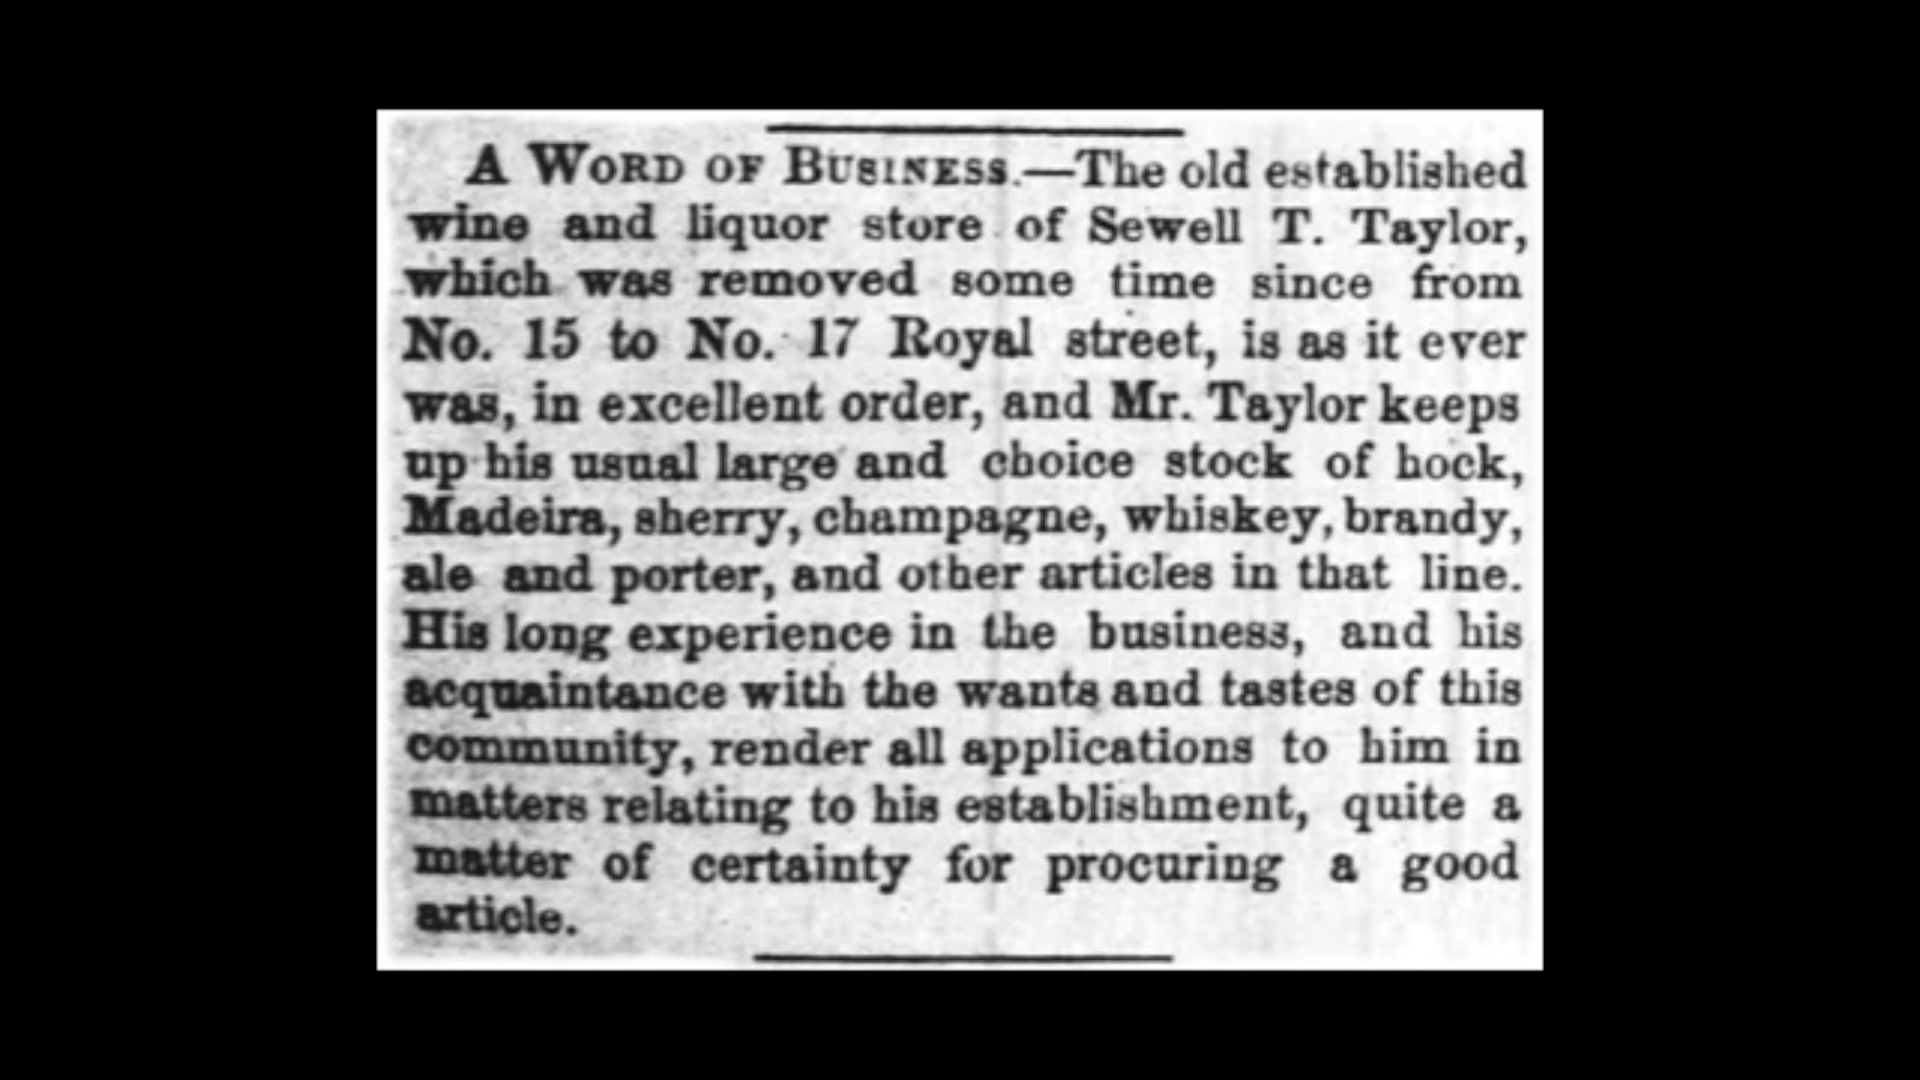 A WORD OF BUSINESS.—The old established
wine and liquor store of Sewell T. Taylor,
which was removed some time since from
No. 15 to No. 17 Royal street, is as it ever
was, in excellent order, and Mr. Taylor keeps
up his usual large and choice stock of hock,
Madeira, sherry, champagne, whiskey, brandy,
ale and porter, and other articles in that line.
His long experience in the business, and his
acquaintance with the wants and tastes of this
community, render all applications to him in
matters relating to his establishment, quite a
matter of certainty for procuring a good
article.